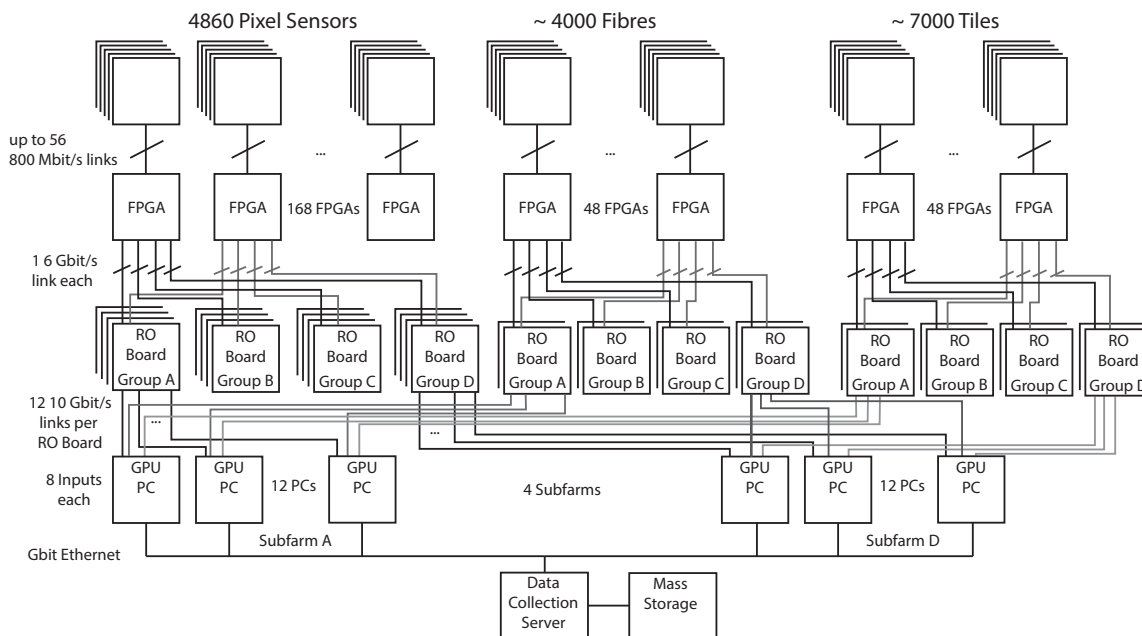 4860 Pixel Sensors ~ 4000 Fibres ~ 7000 Tiles
up to 56
800 Mbit/s links
... ... ...
FPGA FPGA 168 FPGAs FPGA FPGA 48 FPGAs FPGA FPGA 48 FPGAs FPGA
1 6 Gbit/s
link each
RO RO RO RO RO RO RO RO RO RO RO RO
Board Board Board Board Board Board Board Board Board Board Board Board
Group A Group B Group C Group D Group A Group B Group C Group D Group A Group B Group C Group D
12 10 Gbit/s
links per
RO Board
... ...
GPU GPU GPU GPU GPU GPU
PC PC PC PC PC PC
8 Inputs
each
12 PCs 4 Subfarms 12 PCs
Subfarm A Subfarm D
Gbit Ethernet
Data
Collection
Server
Mass
Storage